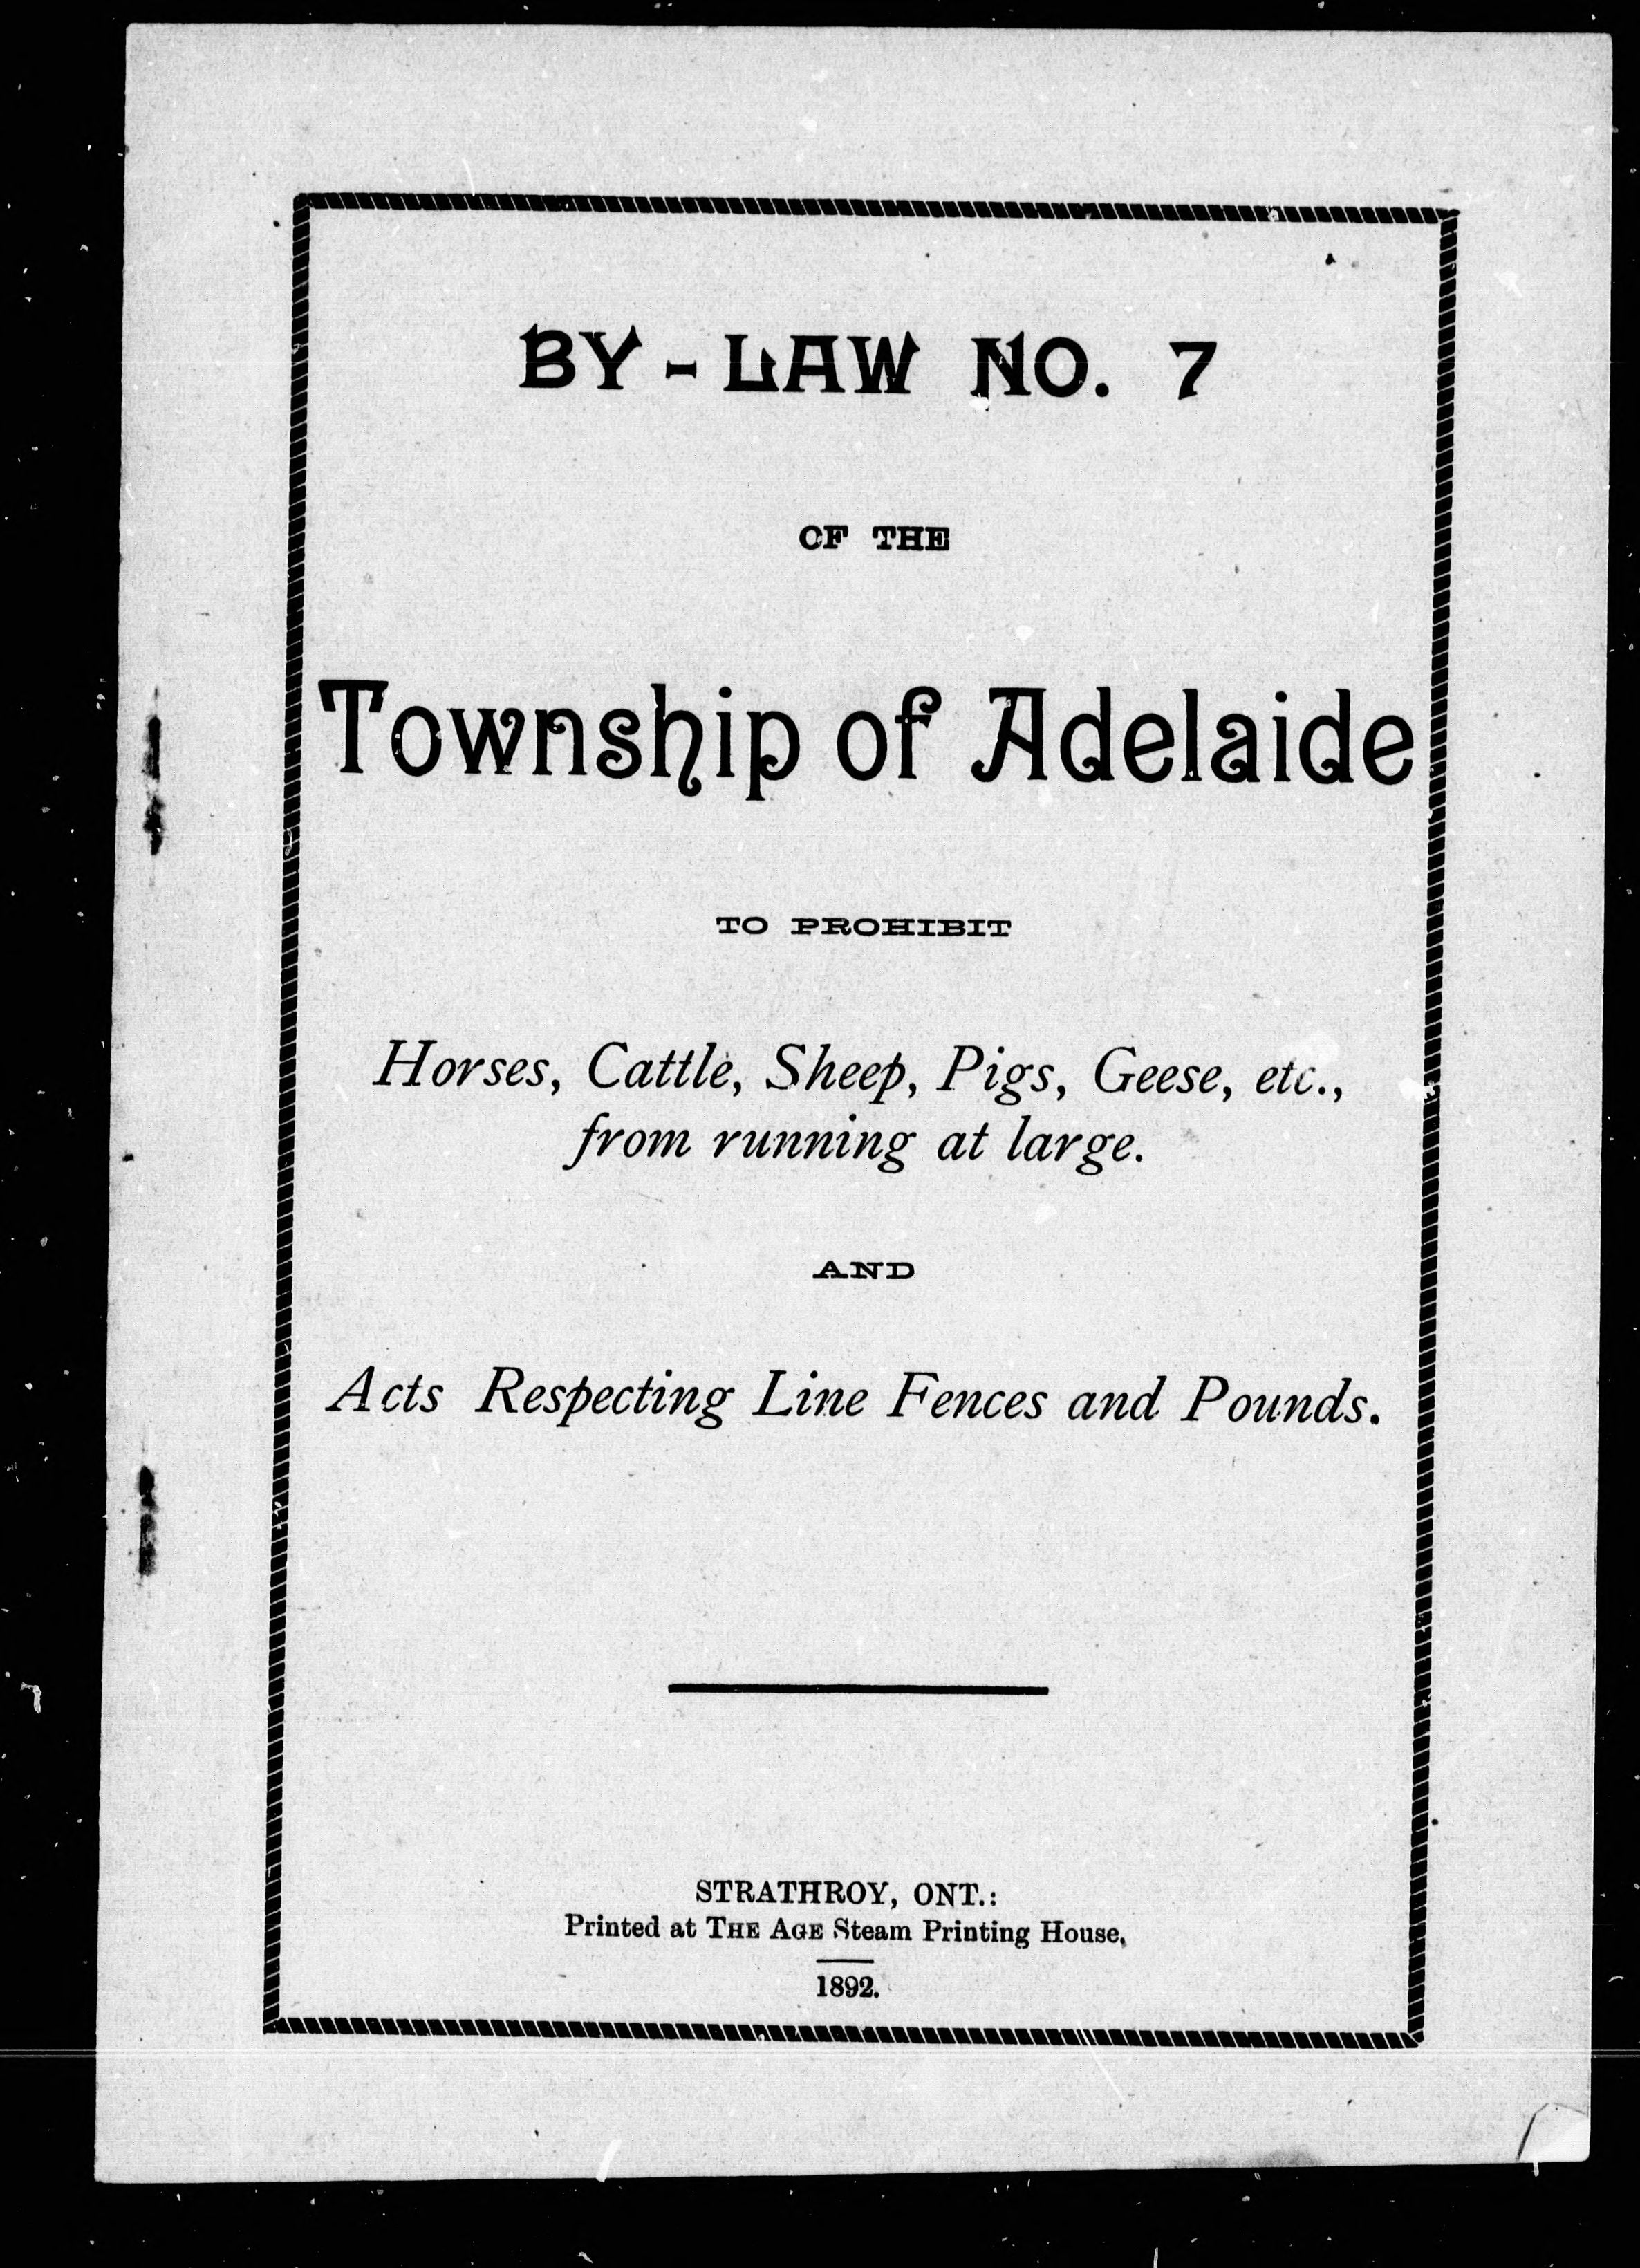 BY-LAW NO. 7
OF THE
Township of Adelaide
TO PROHIBIT
Horses, Cattle, Sheep, Pigs, Geese, etc.,
from running at large.
AND
Acts Respecting Line Fences and Pounds.
STRATHROY, ONT.:
Printed at THE AGE Steam Printing House.
1892.